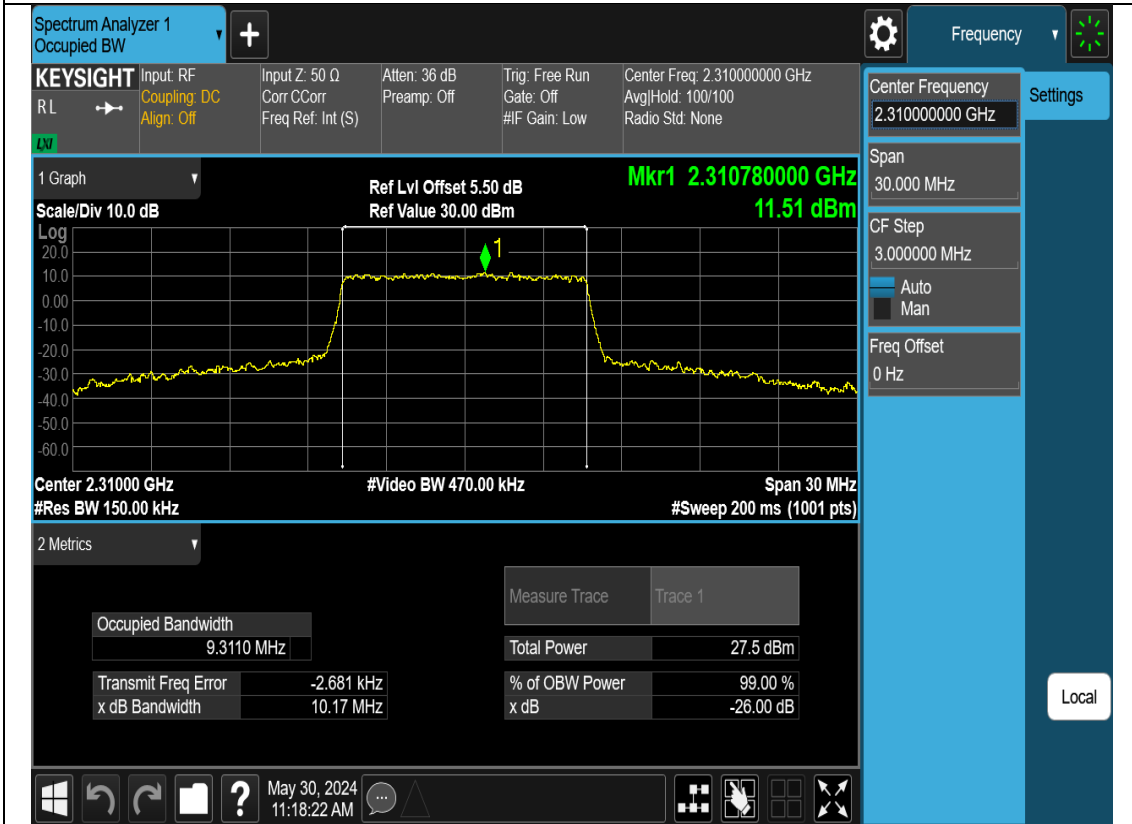 Spectrum Analyzer 1
Occupied BW
Frequency
KEYSIGHT
RL
LXI
Input: RF
Coupling: DC
Align: Off
Input Z: 50 Ω
Corr CCorr
Freq Ref: Int (S)
Atten: 36 dB
Preamp: Off
Trig: Free Run
Gate: Off
#IF Gain: Low
Center Freq: 2.310000000 GHz
Avg|Hold: 100/100
Radio Std: None
Center Frequency
2.310000000 GHz
Settings
Span
30.000 MHz
CF Step
3.000000 MHz
Auto
Man
Freq Offset
0 Hz
Local
1 Graph
Ref Lvl Offset 5.50 dB
Mkr1 2.310780000 GHz
Scale/Div 10.0 dB
Ref Value 30.00 dBm
11.51 dBm
Log
20.0
10.0
0.00
-10.0
-20.0
-30.0
-40.0
-50.0
-60.0
1
Center 2.31000 GHz
#Video BW 470.00 kHz
Span 30 MHz
#Res BW 150.00 kHz
#Sweep 200 ms (1001 pts)
2 Metrics
Measure Trace Trace 1
Occupied Bandwidth
9.3110 MHz
Total Power 27.5 dBm
Transmit Freq Error -2.681 kHz
% of OBW Power 99.00 %
x dB Bandwidth 10.17 MHz
x dB -26.00 dB
?
May 30, 2024
11:18:22 AM